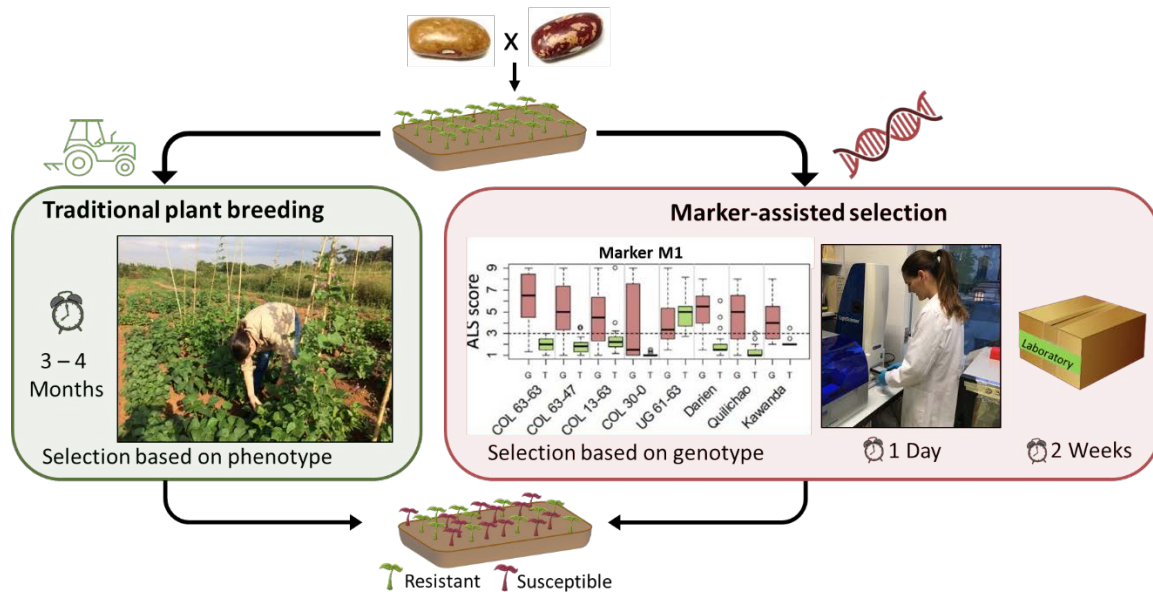 X
Traditional plant breeding
3 – 4
Months
Selection based on phenotype
Marker-assisted selection
Marker M1
ALS score
9
7
5
3
1
G T G T G T G T G T G T G T G T
COL 63-63
COL 63-47
COL 13-63
COL 30-0
UG 61-63
Darien
Quilichao
Kawanda
Selection based on genotype
1 Day
Laboratory
2 Weeks
Resistant
Susceptible